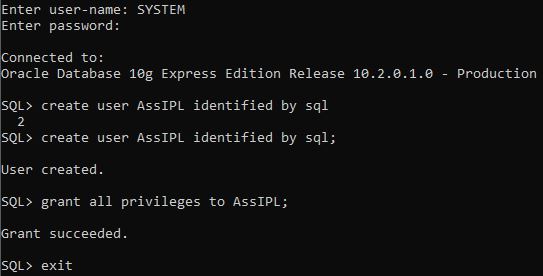 Enter user-name: SYSTEM
Enter password:
Connected to:
Oracle Database 10g Express Edition Release 10.2.0.1.0 - Production
SQL> create user AssIPL identified by sql
  2
SQL> create user AssIPL identified by sql;
User created.
SQL> grant all privileges to AssIPL;
Grant succeeded.
SQL> exit